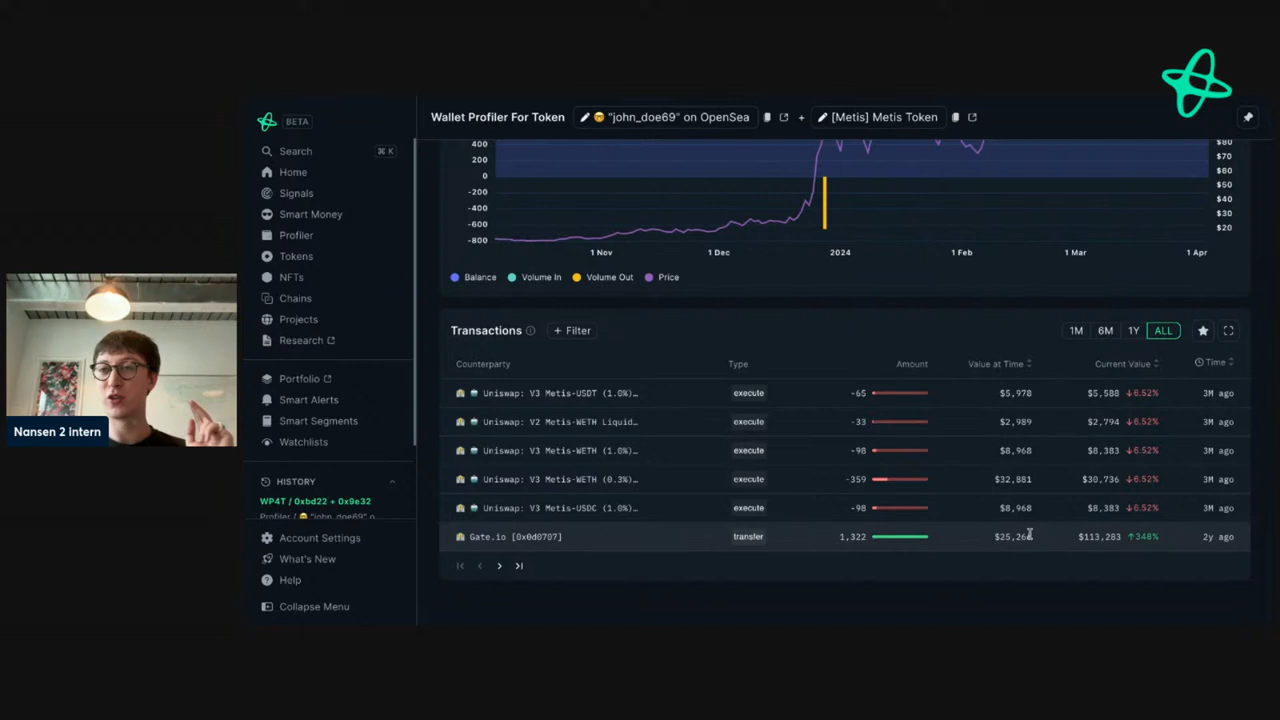 BETA
Search
⌘ K
Home
Signals
Smart Money
Profiler
Tokens
NFTs
Chains
Projects
Research
Portfolio
Smart Alerts
Smart Segments
Watchlists
HISTORY
WP4T / 0xbd22 + 0x9e32
Profiler / 🤓 "john_doe69" o
Account Settings
What's New
Help
Collapse Menu
Nansen 2 Intern
Wallet Profiler For Token 🤓 "john_doe69" on OpenSea + [Metis] Metis Token
400 $80
200 $70
0 $60
-200 $50
-400 $40
-600 $30
-800 $20
1 Nov 1 Dec 2024 1 Feb 1 Mar 1 Apr
Balance Volume In Volume Out Price
Transactions + Filter 1M 6M 1Y ALL
Counterparty Type Amount Value at Time Current Value Time
Uniswap: V3 Metis-USDT (1.0%)… execute -65 $5,978 $5,588 ↓6.52% 3M ago
Uniswap: V2 Metis-WETH Liquid… execute -33 $2,989 $2,794 ↓6.52% 3M ago
Uniswap: V3 Metis-WETH (1.0%)… execute -98 $8,968 $8,383 ↓6.52% 3M ago
Uniswap: V3 Metis-WETH (0.3%)… execute -359 $32,881 $30,736 ↓6.52% 3M ago
Uniswap: V3 Metis-USDC (1.0%)… execute -98 $8,968 $8,383 ↓6.52% 3M ago
Gate.io [0x0d0707] transfer 1,322 $113,283 ↑348% 2y ago